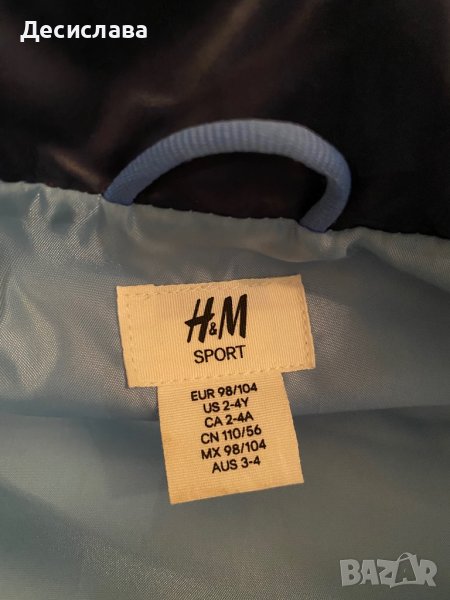 Десислава
H&M
SPORT
EUR 98/104
US 2-4Y
CA 2-4A
CN 110/56
MX 98/104
AUS 3-4
BAZAR